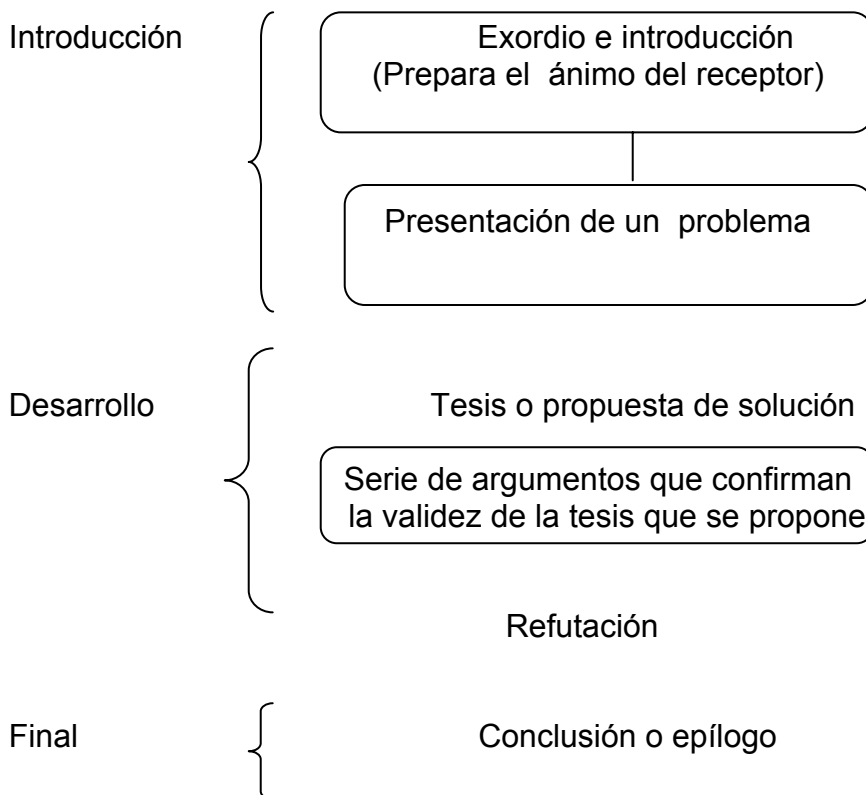 Introducción
Exordio e introducción
(Prepara el ánimo del receptor)
Presentación de un problema
Desarrollo
Tesis o propuesta de solución
Serie de argumentos que confirman
la validez de la tesis que se propone
Refutación
Final
Conclusión o epílogo